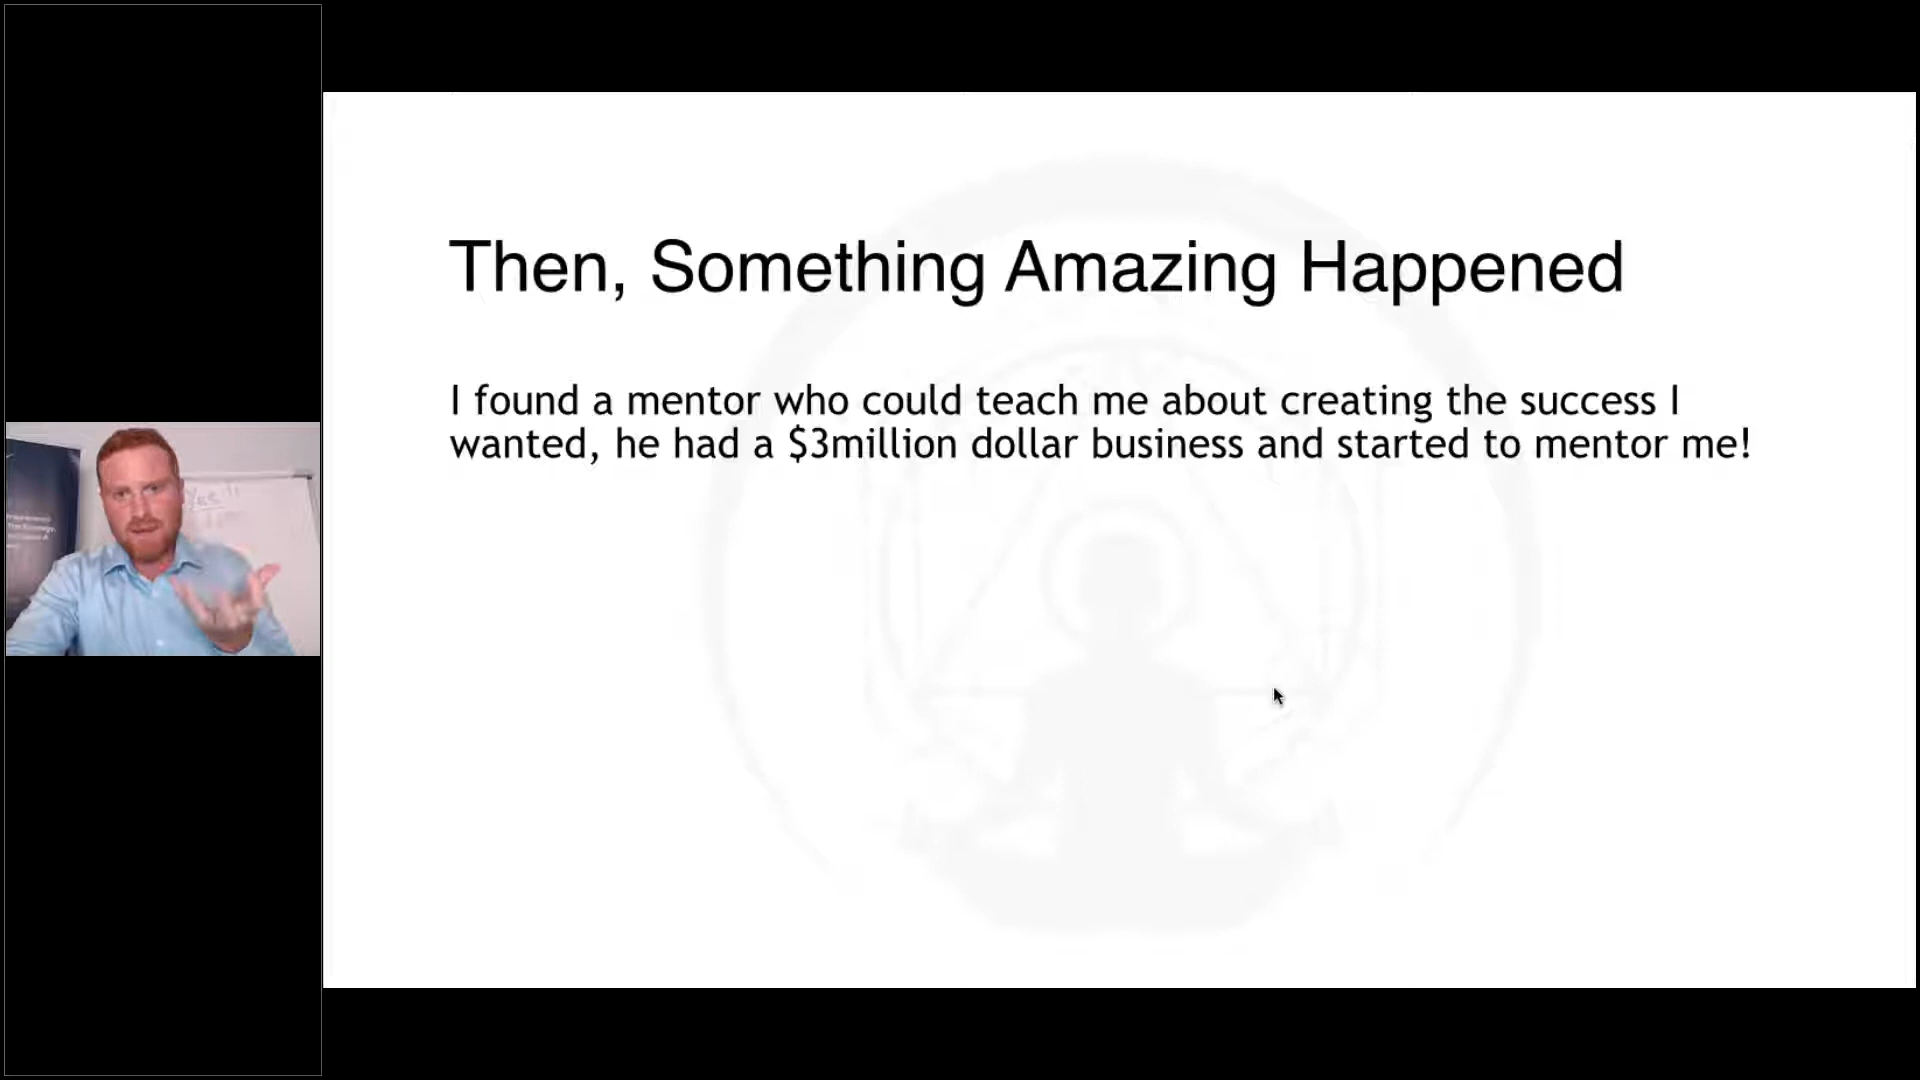 Then, Something Amazing Happened
I found a mentor who could teach me about creating the success I
wanted, he had a $3million dollar business and started to mentor me!